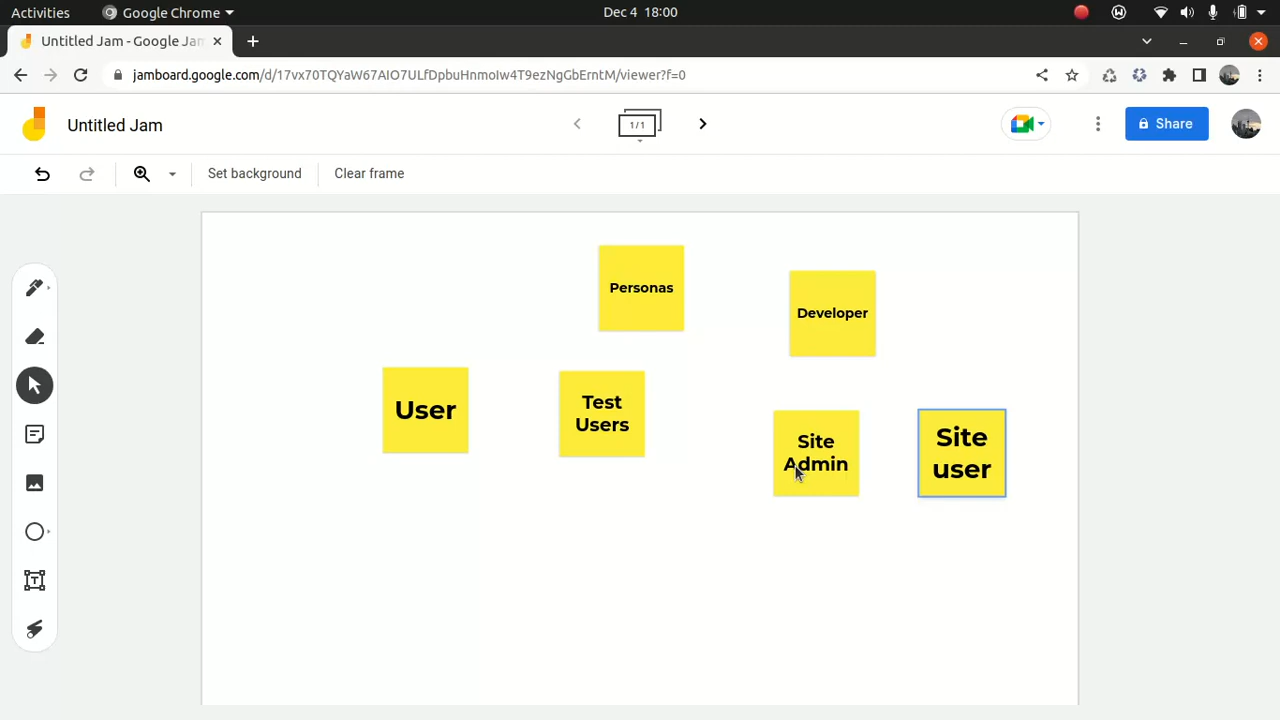 Activities
Google Chrome
Dec 4 18:00
Untitled Jam - Google Jam
jamboard.google.com/d/17vx70TQYaW67AIO7ULfDpbuHnmoIw4T9ezNgGbErntM/viewer?f=0
Untitled Jam
1/1
Share
Set background
Clear frame
Personas
Developer
User
Test
Users
Site
Admin
Site
user